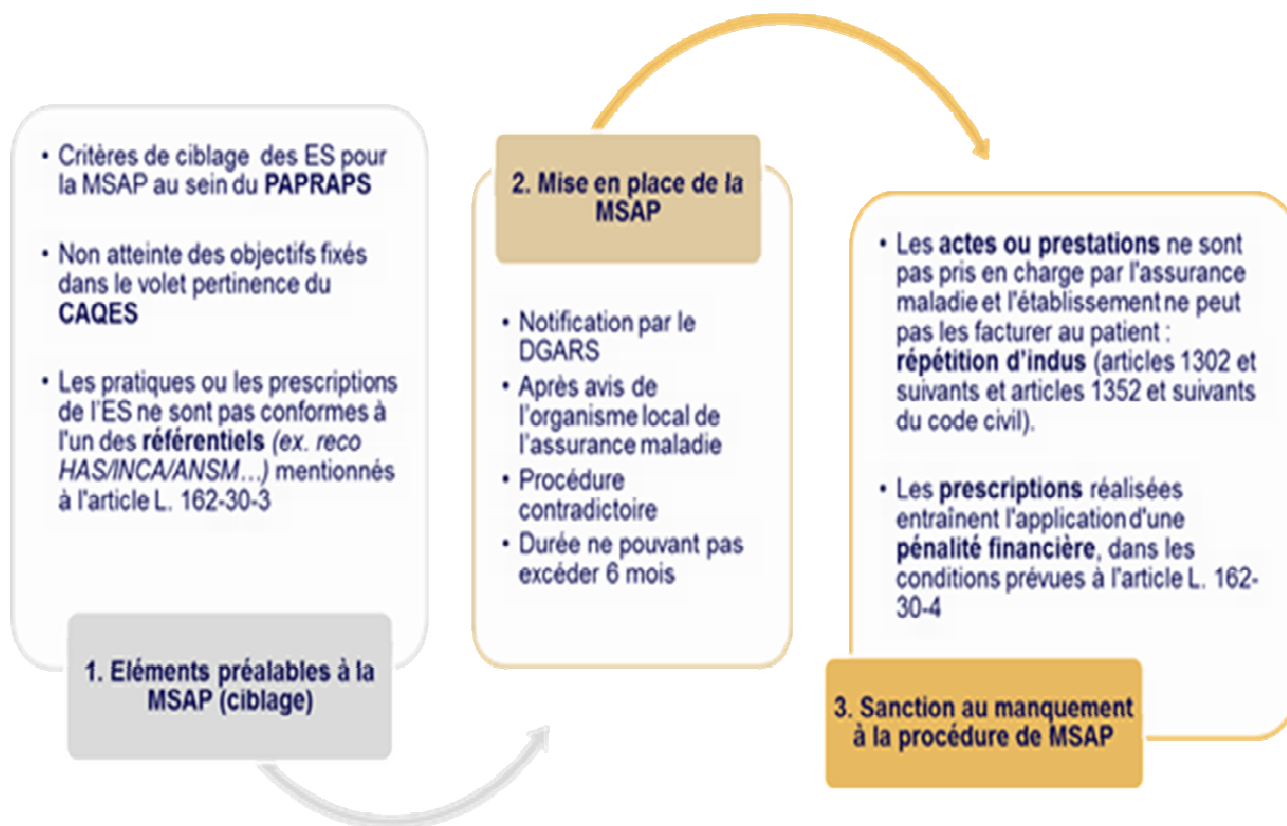 • Critères de ciblage des ES pour
la MSAP au sein du PAPRAPS
• Non atteinte des objectifs fixés
dans le volet pertinence du
CAQES
• Les pratiques ou les prescriptions
de l'ES ne sont pas conformes à
l'un des référentiels (ex. reco
HAS/INCA/ANSM...) mentionnés
à l'article L. 162-30-3
1. Eléments préalables à la
MSAP (ciblage)
2. Mise en place de la
MSAP
• Notification par le
DGARS
• Après avis de
l'organisme local de
l'assurance maladie
• Procédure
contradictoire
• Durée ne pouvant pas
excéder 6 mois
• Les actes ou prestations ne sont
pas pris en charge par l'assurance
maladie et l'établissement ne peut
pas les facturer au patient :
répétition d'indus (articles 1302 et
suivants et articles 1352 et suivants
du code civil).
• Les prescriptions réalisées
entraînent l'application d'une
pénalité financière, dans les
conditions prévues à l'article L. 162-
30-4
3. Sanction au manquement
à la procédure de MSAP